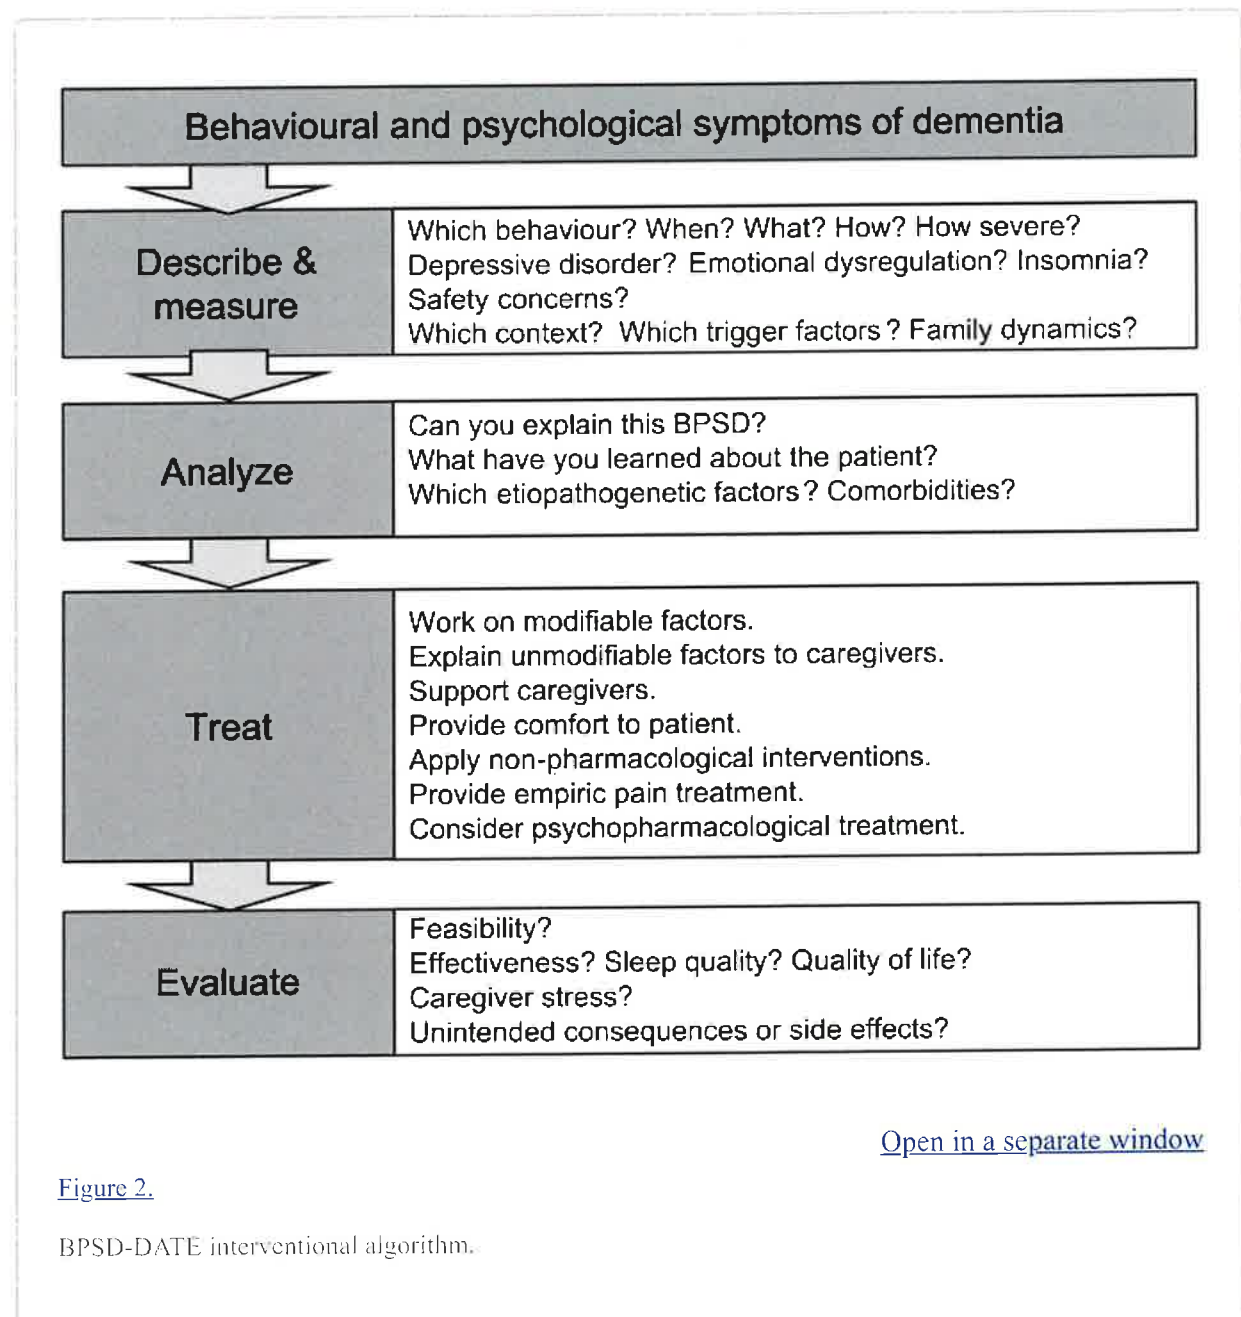 Behavioural and psychological symptoms of dementia
Describe &
measure
Which behaviour? When? What? How? How severe?
Depressive disorder? Emotional dysregulation? Insomnia?
Safety concerns?
Which context? Which trigger factors? Family dynamics?
Analyze
Can you explain this BPSD?
What have you learned about the patient?
Which etiopathogenetic factors? Comorbidities?
Treat
Work on modifiable factors.
Explain unmodifiable factors to caregivers.
Support caregivers.
Provide comfort to patient.
Apply non-pharmacological interventions.
Provide empiric pain treatment.
Consider psychopharmacological treatment.
Evaluate
Feasibility?
Effectiveness? Sleep quality? Quality of life?
Caregiver stress?
Unintended consequences or side effects?
Open in a separate window
Figure 2.
BPSD-DATE interventional algorithm.